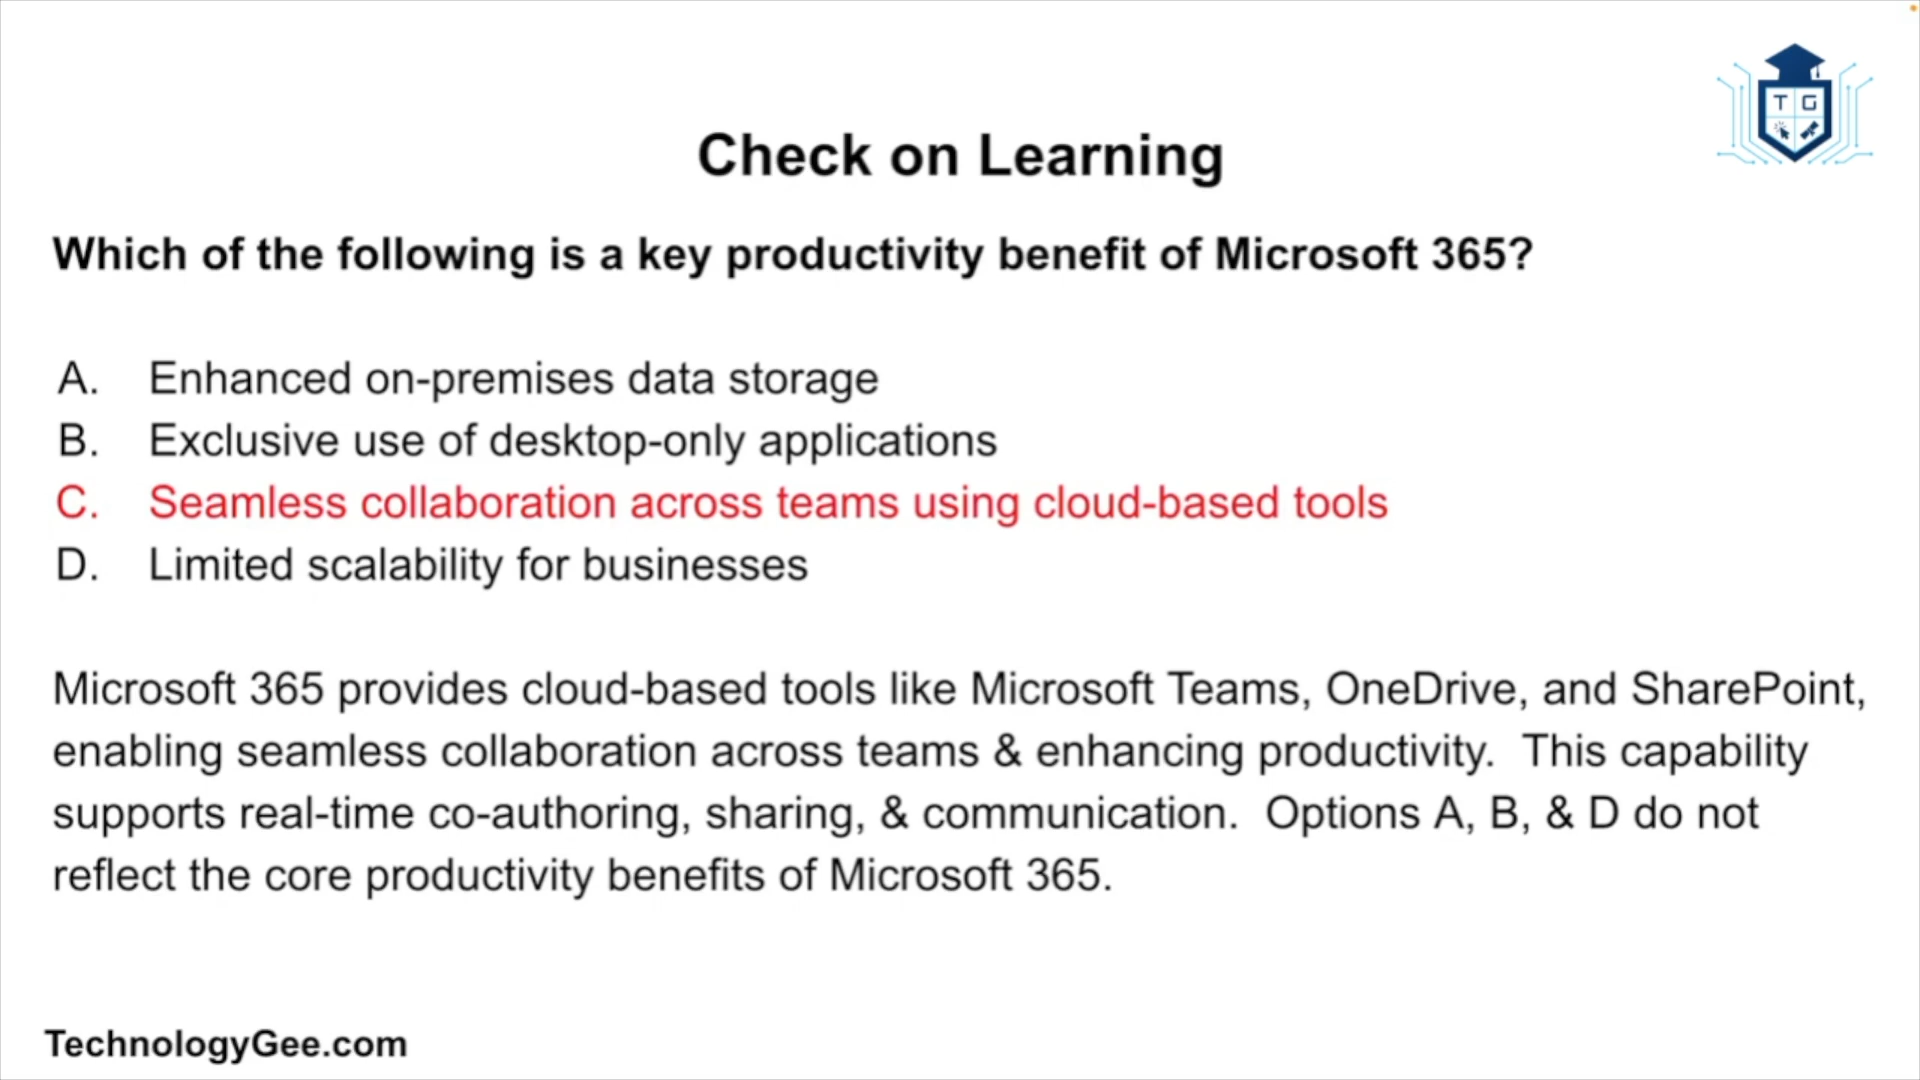 T G
Check on Learning
Which of the following is a key productivity benefit of Microsoft 365?
A. Enhanced on-premises data storage
B. Exclusive use of desktop-only applications
C. Seamless collaboration across teams using cloud-based tools
D. Limited scalability for businesses
Microsoft 365 provides cloud-based tools like Microsoft Teams, OneDrive, and SharePoint,
enabling seamless collaboration across teams & enhancing productivity.  This capability
supports real-time co-authoring, sharing, & communication.  Options A, B, & D do not
reflect the core productivity benefits of Microsoft 365.
TechnologyGee.com